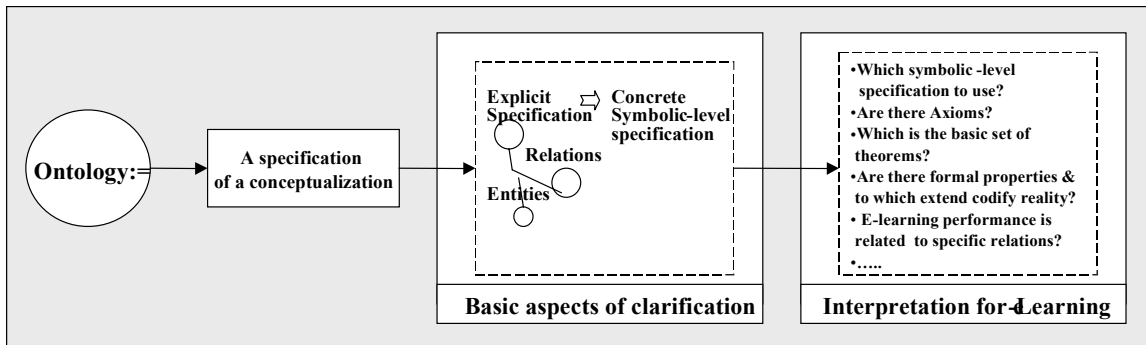 Ontology:=
A specification
of a conceptualization
Explicit
Specification
Concrete
Symbolic-level
specification
Relations
Entities
Basic aspects of clarification
•Which symbolic -level
specification to use?
•Are there Axioms?
•Which is the basic set of
theorems?
•Are there formal properties &
to which extend codify reality?
• E-learning performance is
related to specific relations?
•…..
Interpretation for e-Learning